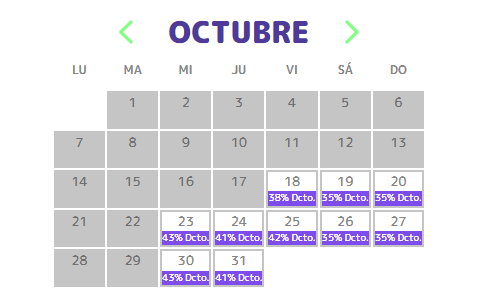 OCTUBRE
LU MA MI JU VI SÁ DO
1 2 3 4 5 6
7 8 9 10 11 12 13
14 15 16 17 18 19 20
38% Dcto. 35% Dcto. 35% Dcto.
21 22 23 24 25 26 27
43% Dcto. 41% Dcto. 42% Dcto. 35% Dcto. 35% Dcto.
28 29 30 31
43% Dcto. 41% Dcto.